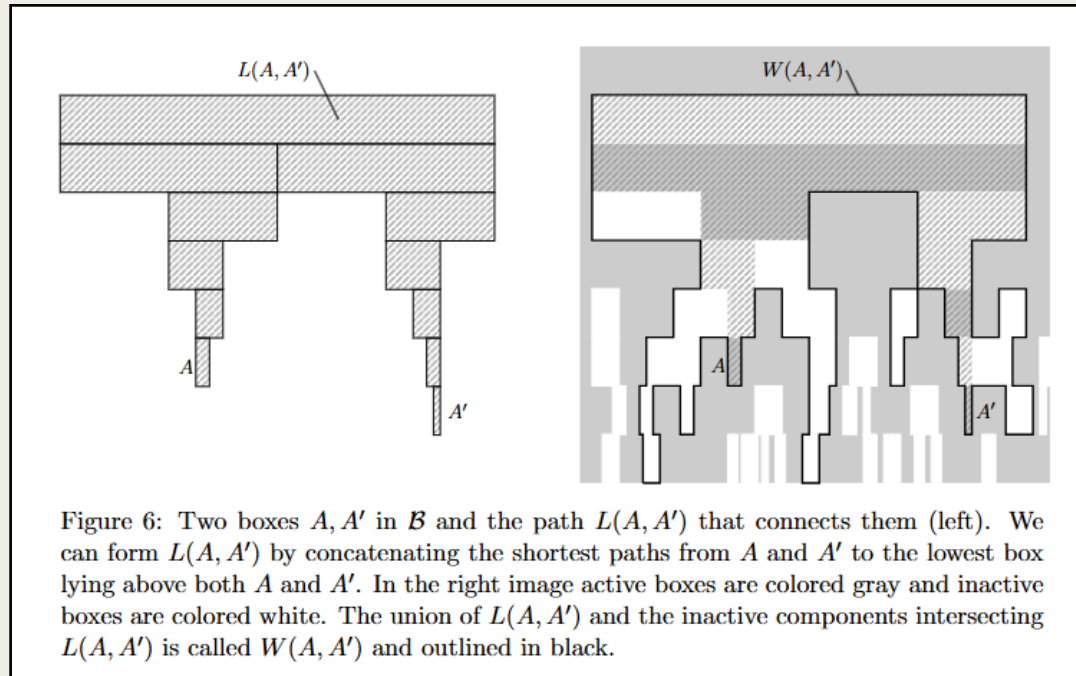 L(A, A′)
W(A, A′)
A
A′
A
A′
Figure 6: Two boxes A, A′ in 𝓑 and the path L(A, A′) that connects them (left). We
can form L(A, A′) by concatenating the shortest paths from A and A′ to the lowest box
lying above both A and A′. In the right image active boxes are colored gray and inactive
boxes are colored white. The union of L(A, A′) and the inactive components intersecting
L(A, A′) is called W(A, A′) and outlined in black.